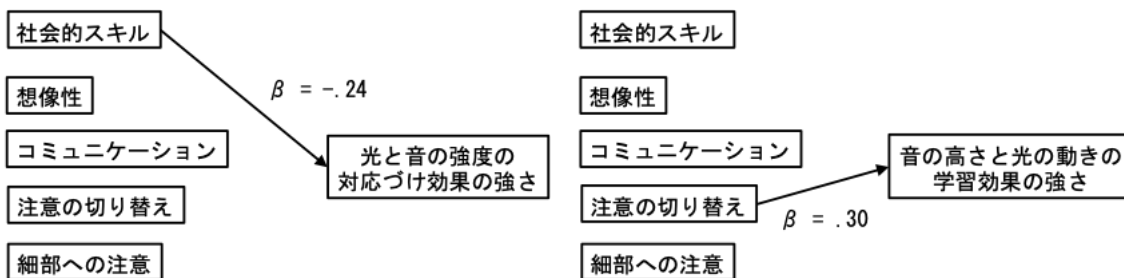 社会的スキル
想像性
コミュニケーション
注意の切り替え
細部への注意
β = -.24
光と音の強度の
対応づけ効果の強さ
社会的スキル
想像性
コミュニケーション
注意の切り替え
細部への注意
β = .30
音の高さと光の動きの
学習効果の強さ